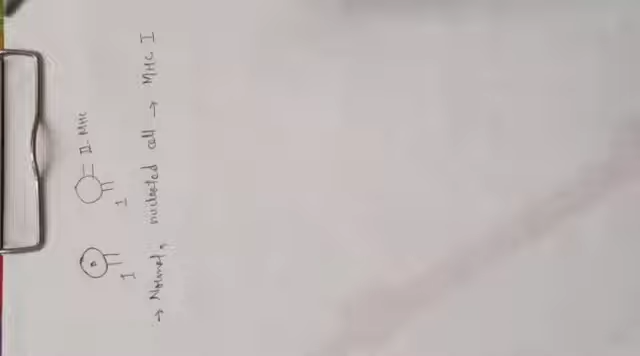 II - MHC
I
I
→ Normal, nucleated cell → MHC I